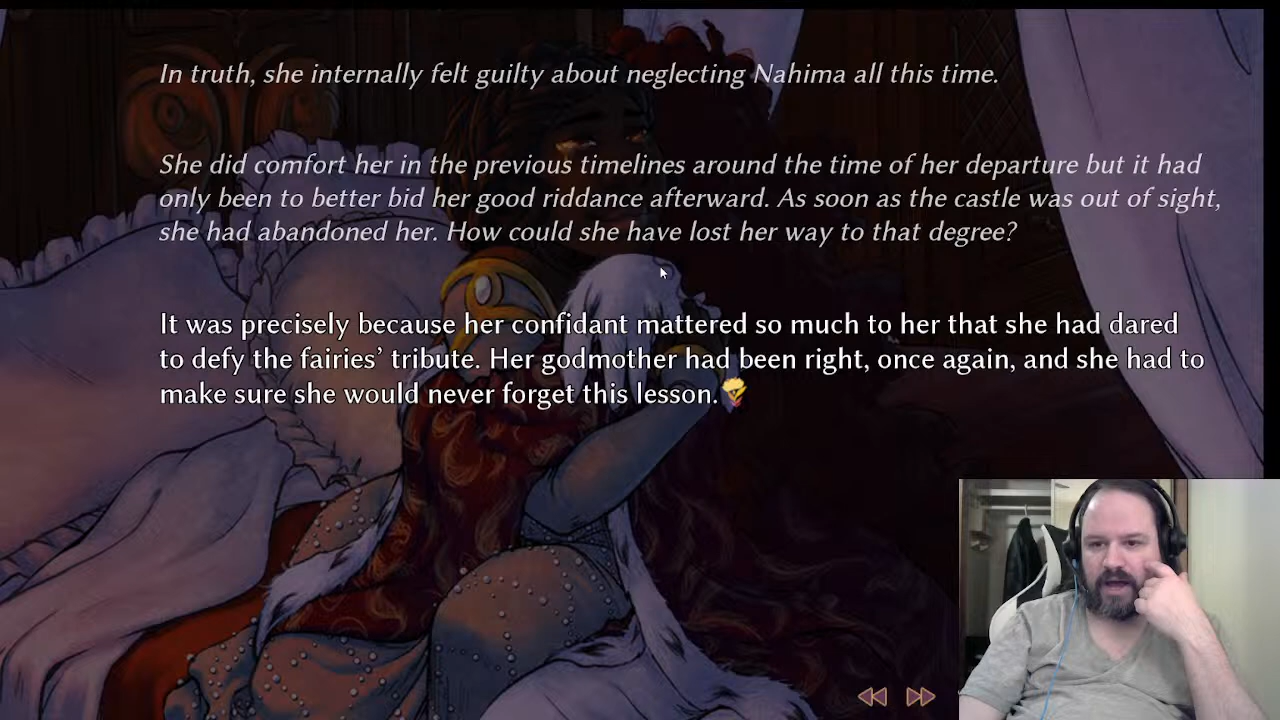 In truth, she internally felt guilty about neglecting Nahima all this time.
She did comfort her in the previous timelines around the time of her departure but it had
only been to better bid her good riddance afterward. As soon as the castle was out of sight,
she had abandoned her. How could she have lost her way to that degree?
It was precisely because her confidant mattered so much to her that she had dared
to defy the fairies’ tribute. Her godmother had been right, once again, and she had to
make sure she would never forget this lesson.